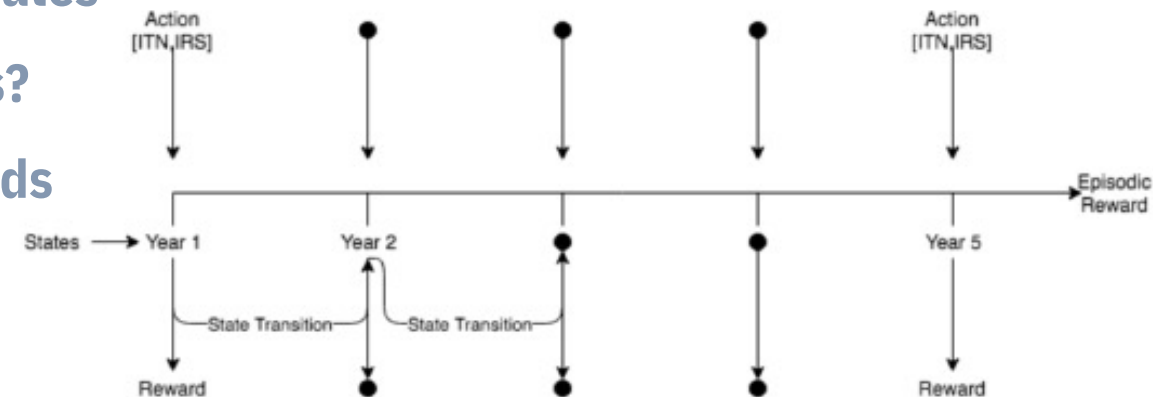 s?
ds
Action
[ITN,IRS]
Action
[ITN,IRS]
Episodic
Reward
States
Year 1
Year 2
Year 5
State Transition
State Transition
Reward
Reward